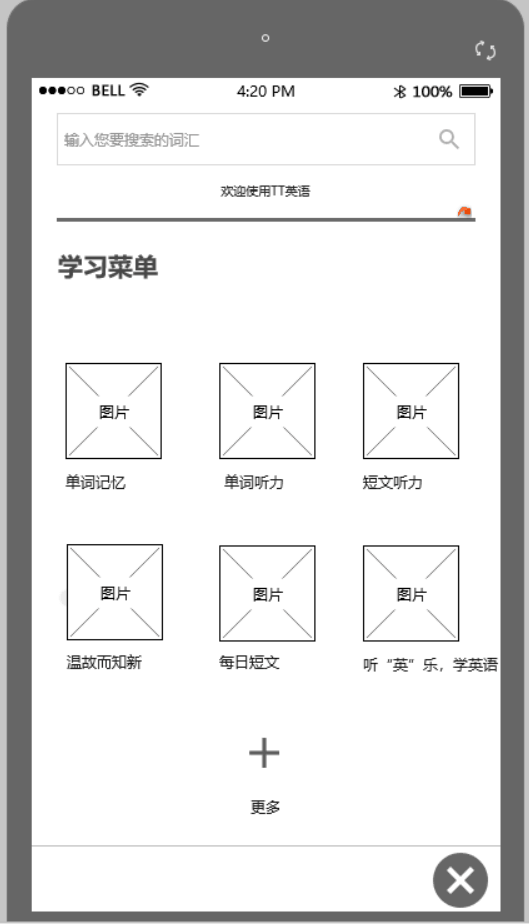 BELL 4:20 PM 100%
输入您要搜索的词汇
欢迎使用TT英语
学习菜单
图片 图片 图片
单词记忆 单词听力 短文听力
图片 图片 图片
温故而知新 每日短文 听“英”乐，学英语
更多